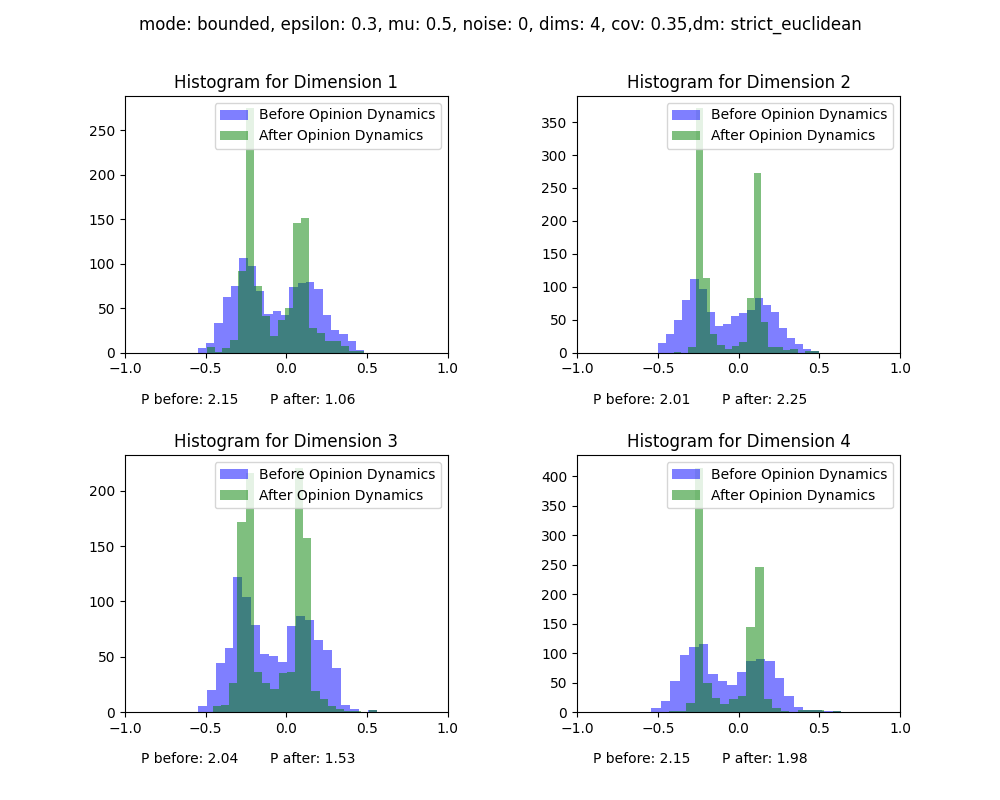 mode: bounded, epsilon: 0.3, mu: 0.5, noise: 0, dims: 4, cov: 0.35,dm: strict_euclidean
Histogram for Dimension 1
Before Opinion Dynamics
After Opinion Dynamics
250
200
150
100
50
0
−1.0 −0.5 0.0 0.5 1.0
P before: 2.15 P after: 1.06
Histogram for Dimension 2
Before Opinion Dynamics
After Opinion Dynamics
350
300
250
200
150
100
50
0
−1.0 −0.5 0.0 0.5 1.0
P before: 2.01 P after: 2.25
Histogram for Dimension 3
Before Opinion Dynamics
After Opinion Dynamics
200
150
100
50
0
−1.0 −0.5 0.0 0.5 1.0
P before: 2.04 P after: 1.53
Histogram for Dimension 4
Before Opinion Dynamics
After Opinion Dynamics
400
350
300
250
200
150
100
50
0
−1.0 −0.5 0.0 0.5 1.0
P before: 2.15 P after: 1.98